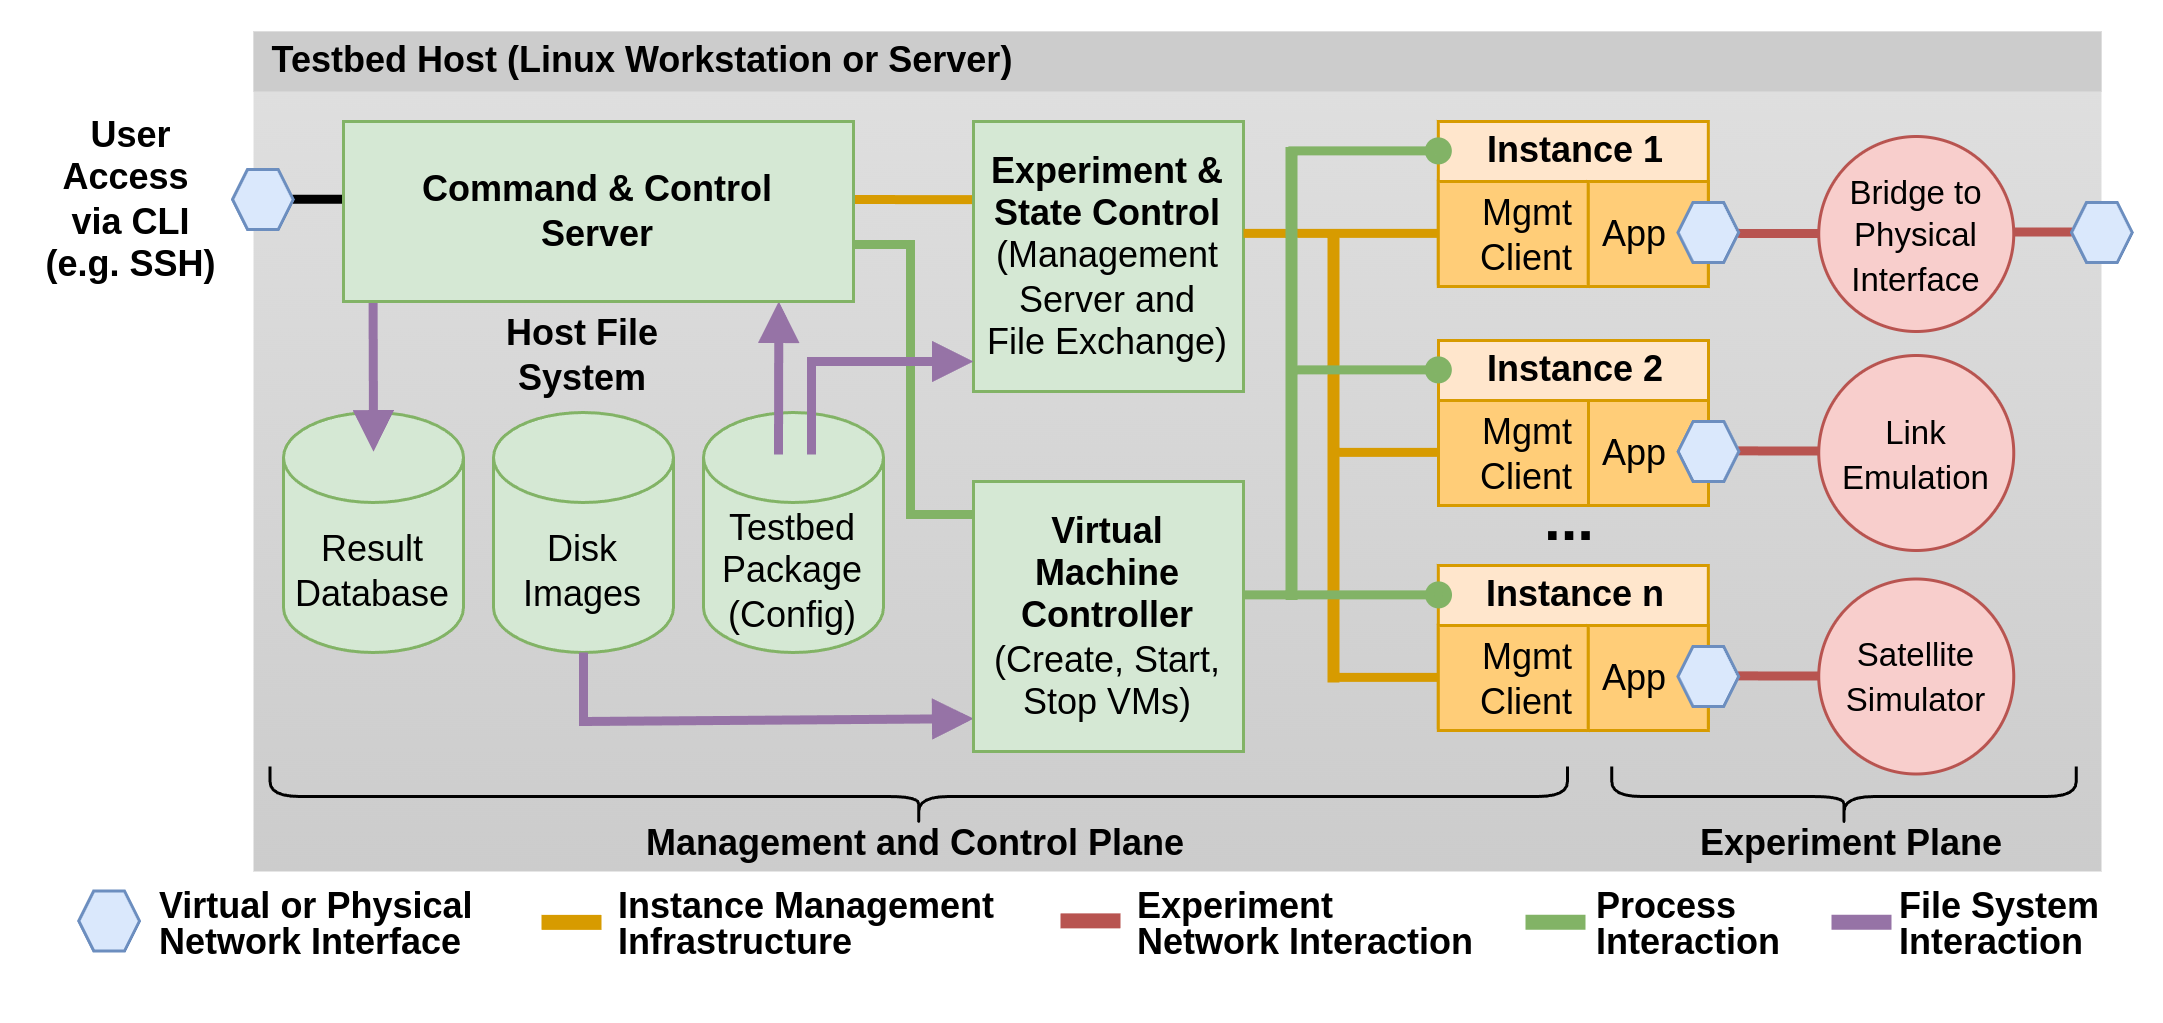 Testbed Host (Linux Workstation or Server)
User
Access
via CLI
(e.g. SSH)
Command & Control
Server
Host File
System
Result
Database
Disk
Images
Testbed
Package
(Config)
Experiment &
State Control
(Management
Server and
File Exchange)
Virtual
Machine
Controller
(Create, Start,
Stop VMs)
Instance 1
Mgmt
Client
App
Instance 2
Mgmt
Client
App
...
Instance n
Mgmt
Client
App
Bridge to
Physical
Interface
Link
Emulation
Satellite
Simulator
Management and Control Plane
Experiment Plane
Virtual or Physical
Network Interface
Instance Management
Infrastructure
Experiment
Network Interaction
Process
Interaction
File System
Interaction